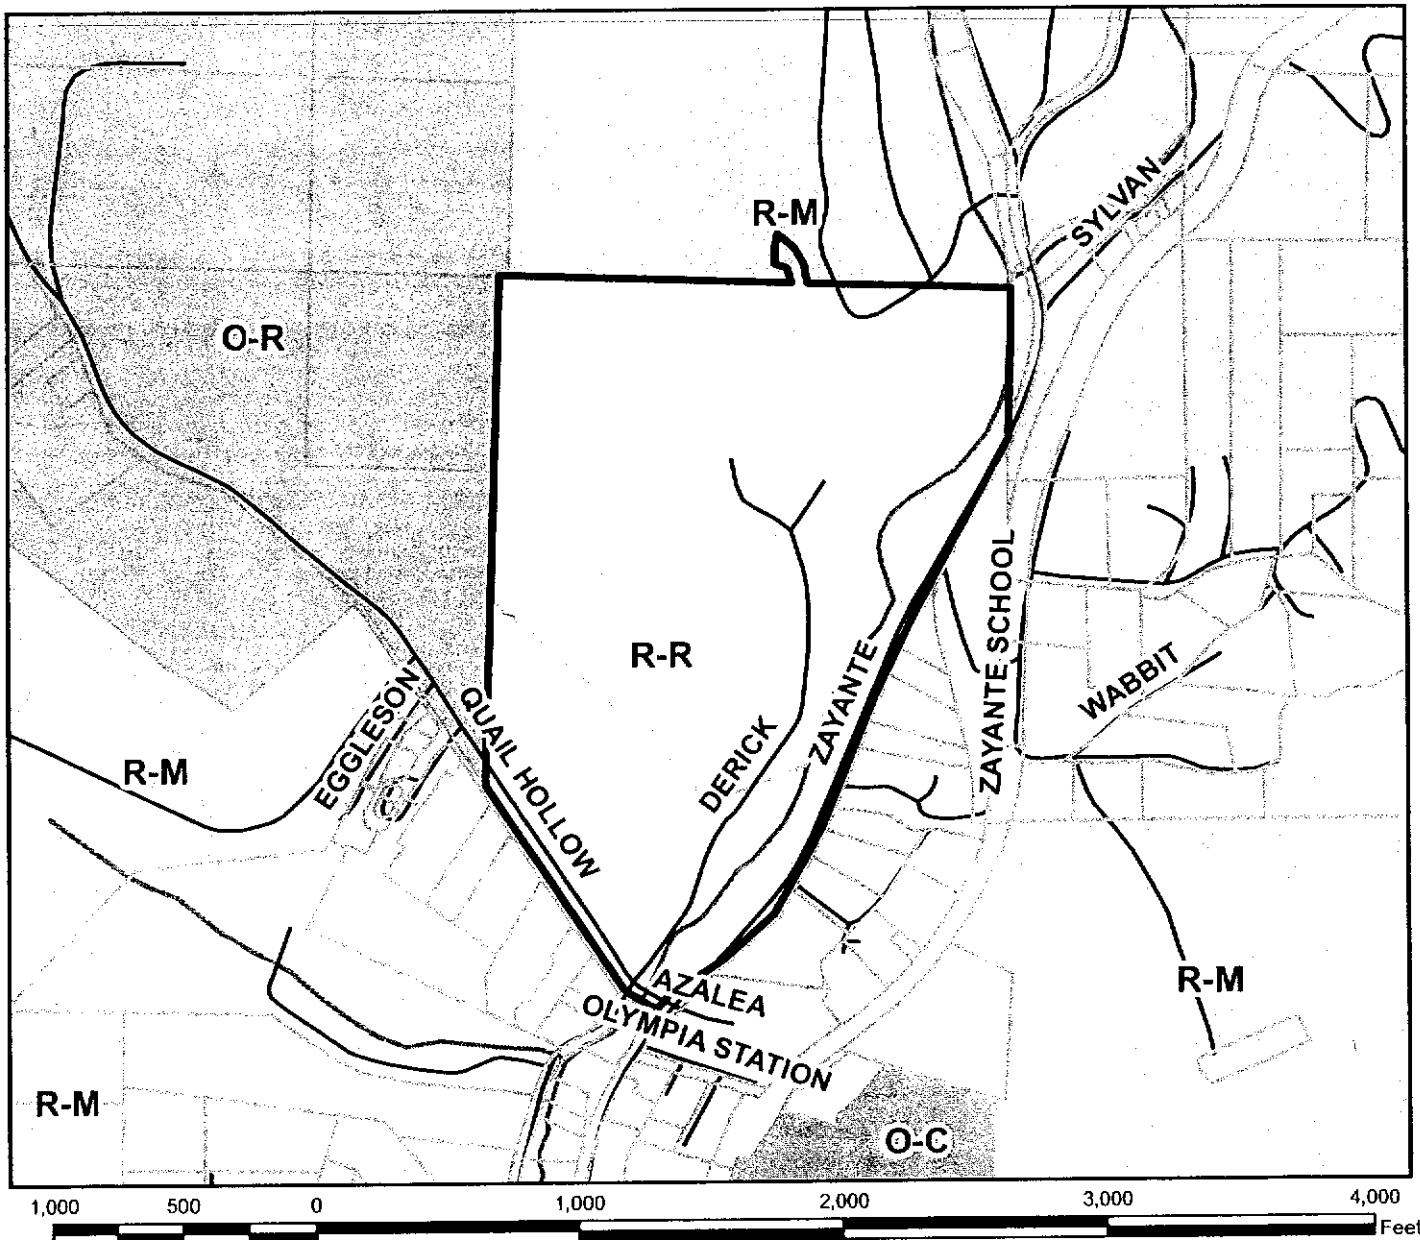 R-M
SYLVAN
O-R
ZAYANTE SCHOOL
R-R
ZAYANTE
WABBIT
EGGLESON
QUAIL HOLLOW
DERICK
R-M
R-M
AZALEA
OLYMPIA STATION
R-M
O-C
1,000 500 0 1,000 2,000 3,000 4,000
Feet